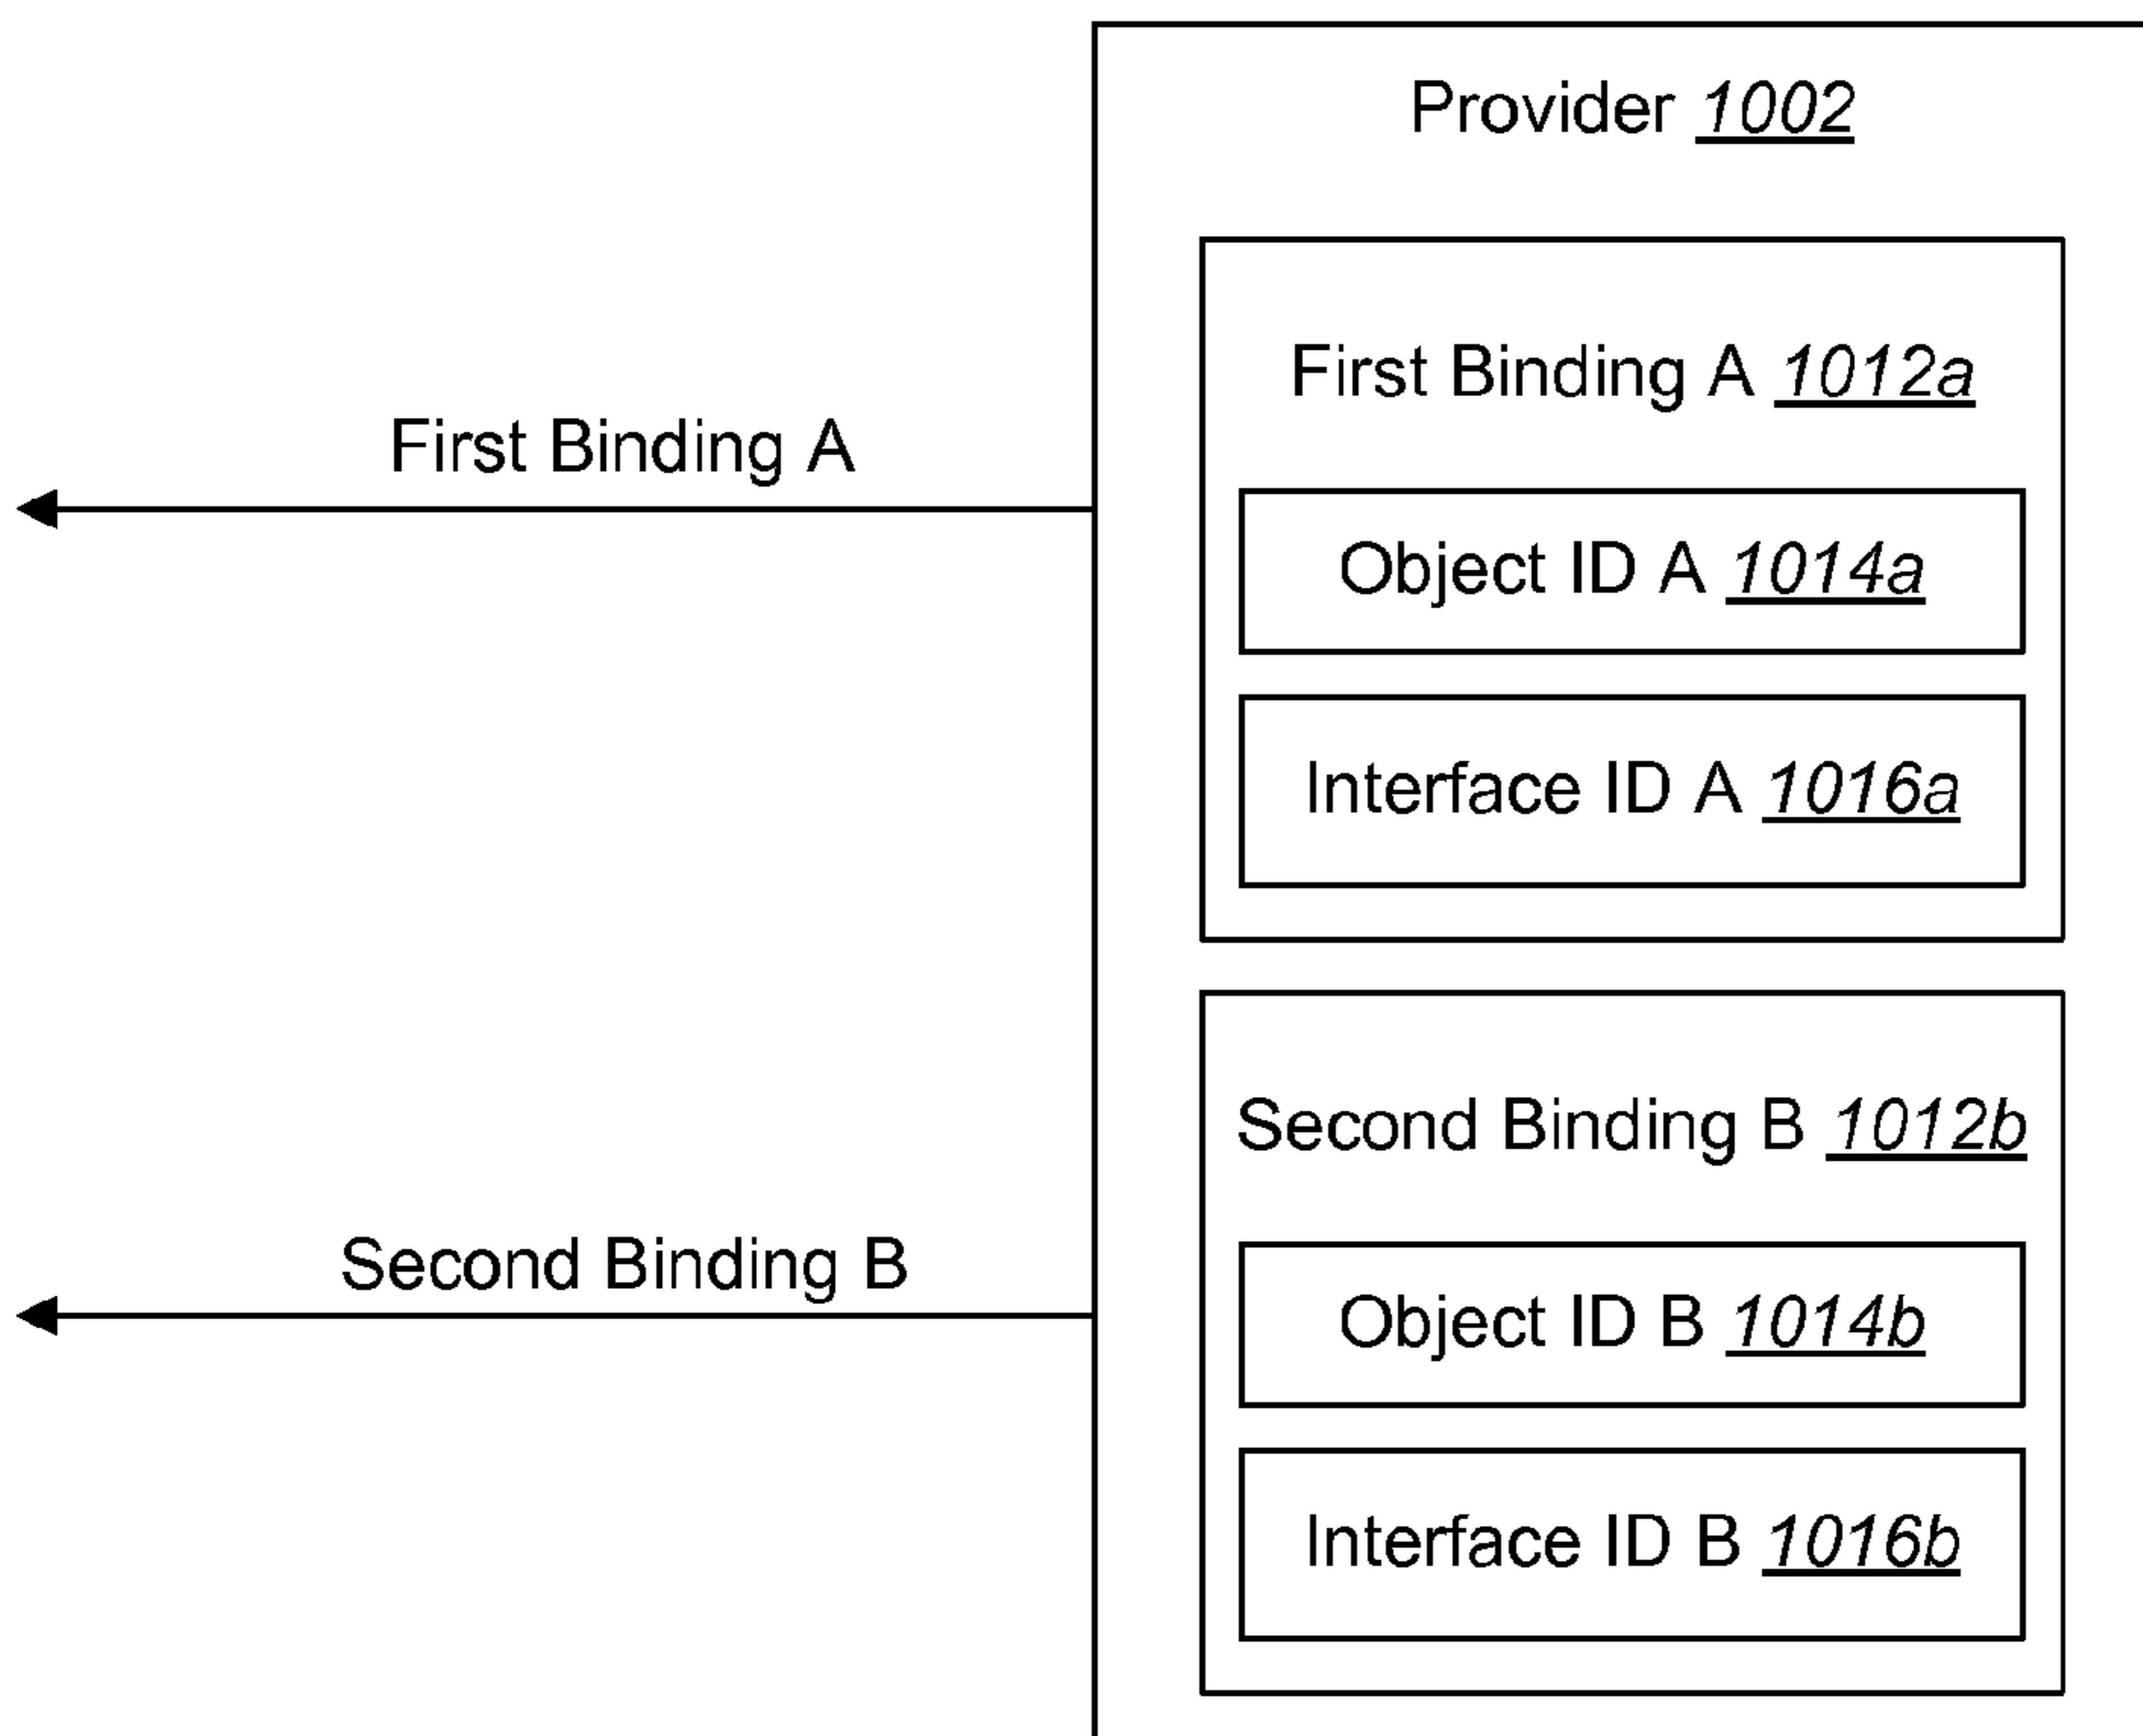 Provider 1002
First Binding A 1012a
First Binding A
Object ID A 1014a
Interface ID A 1016a
Second Binding B 1012b
Second Binding B
Object ID B 1014b
Interface ID B 1016b